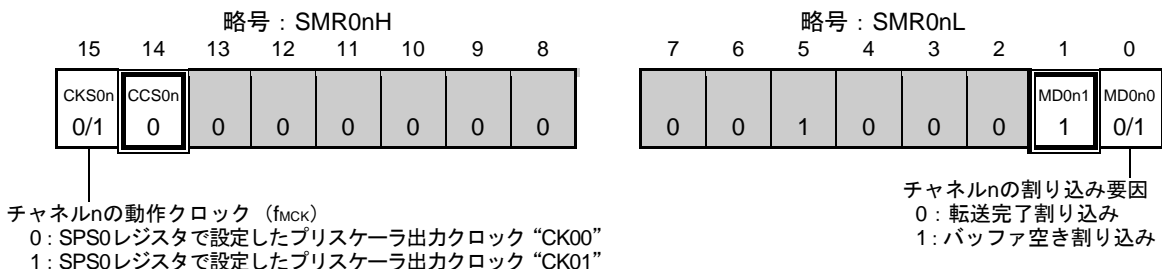 略号：SMR0nH 略号：SMR0nL
15 14 13 12 11 10 9 8 7 6 5 4 3 2 1 0
CKS0n CCS0n MD0n1 MD0n0
0/1 0 0 0 0 0 0 0 0 0 1 0 0 0 1 0/1
チャネルnの動作クロック（fMCK）
0：SPS0レジスタで設定したプリスケーラ出力クロック“CK00”
1：SPS0レジスタで設定したプリスケーラ出力クロック“CK01”
チャネルnの割り込み要因
0：転送完了割り込み
1：バッファ空き割り込み